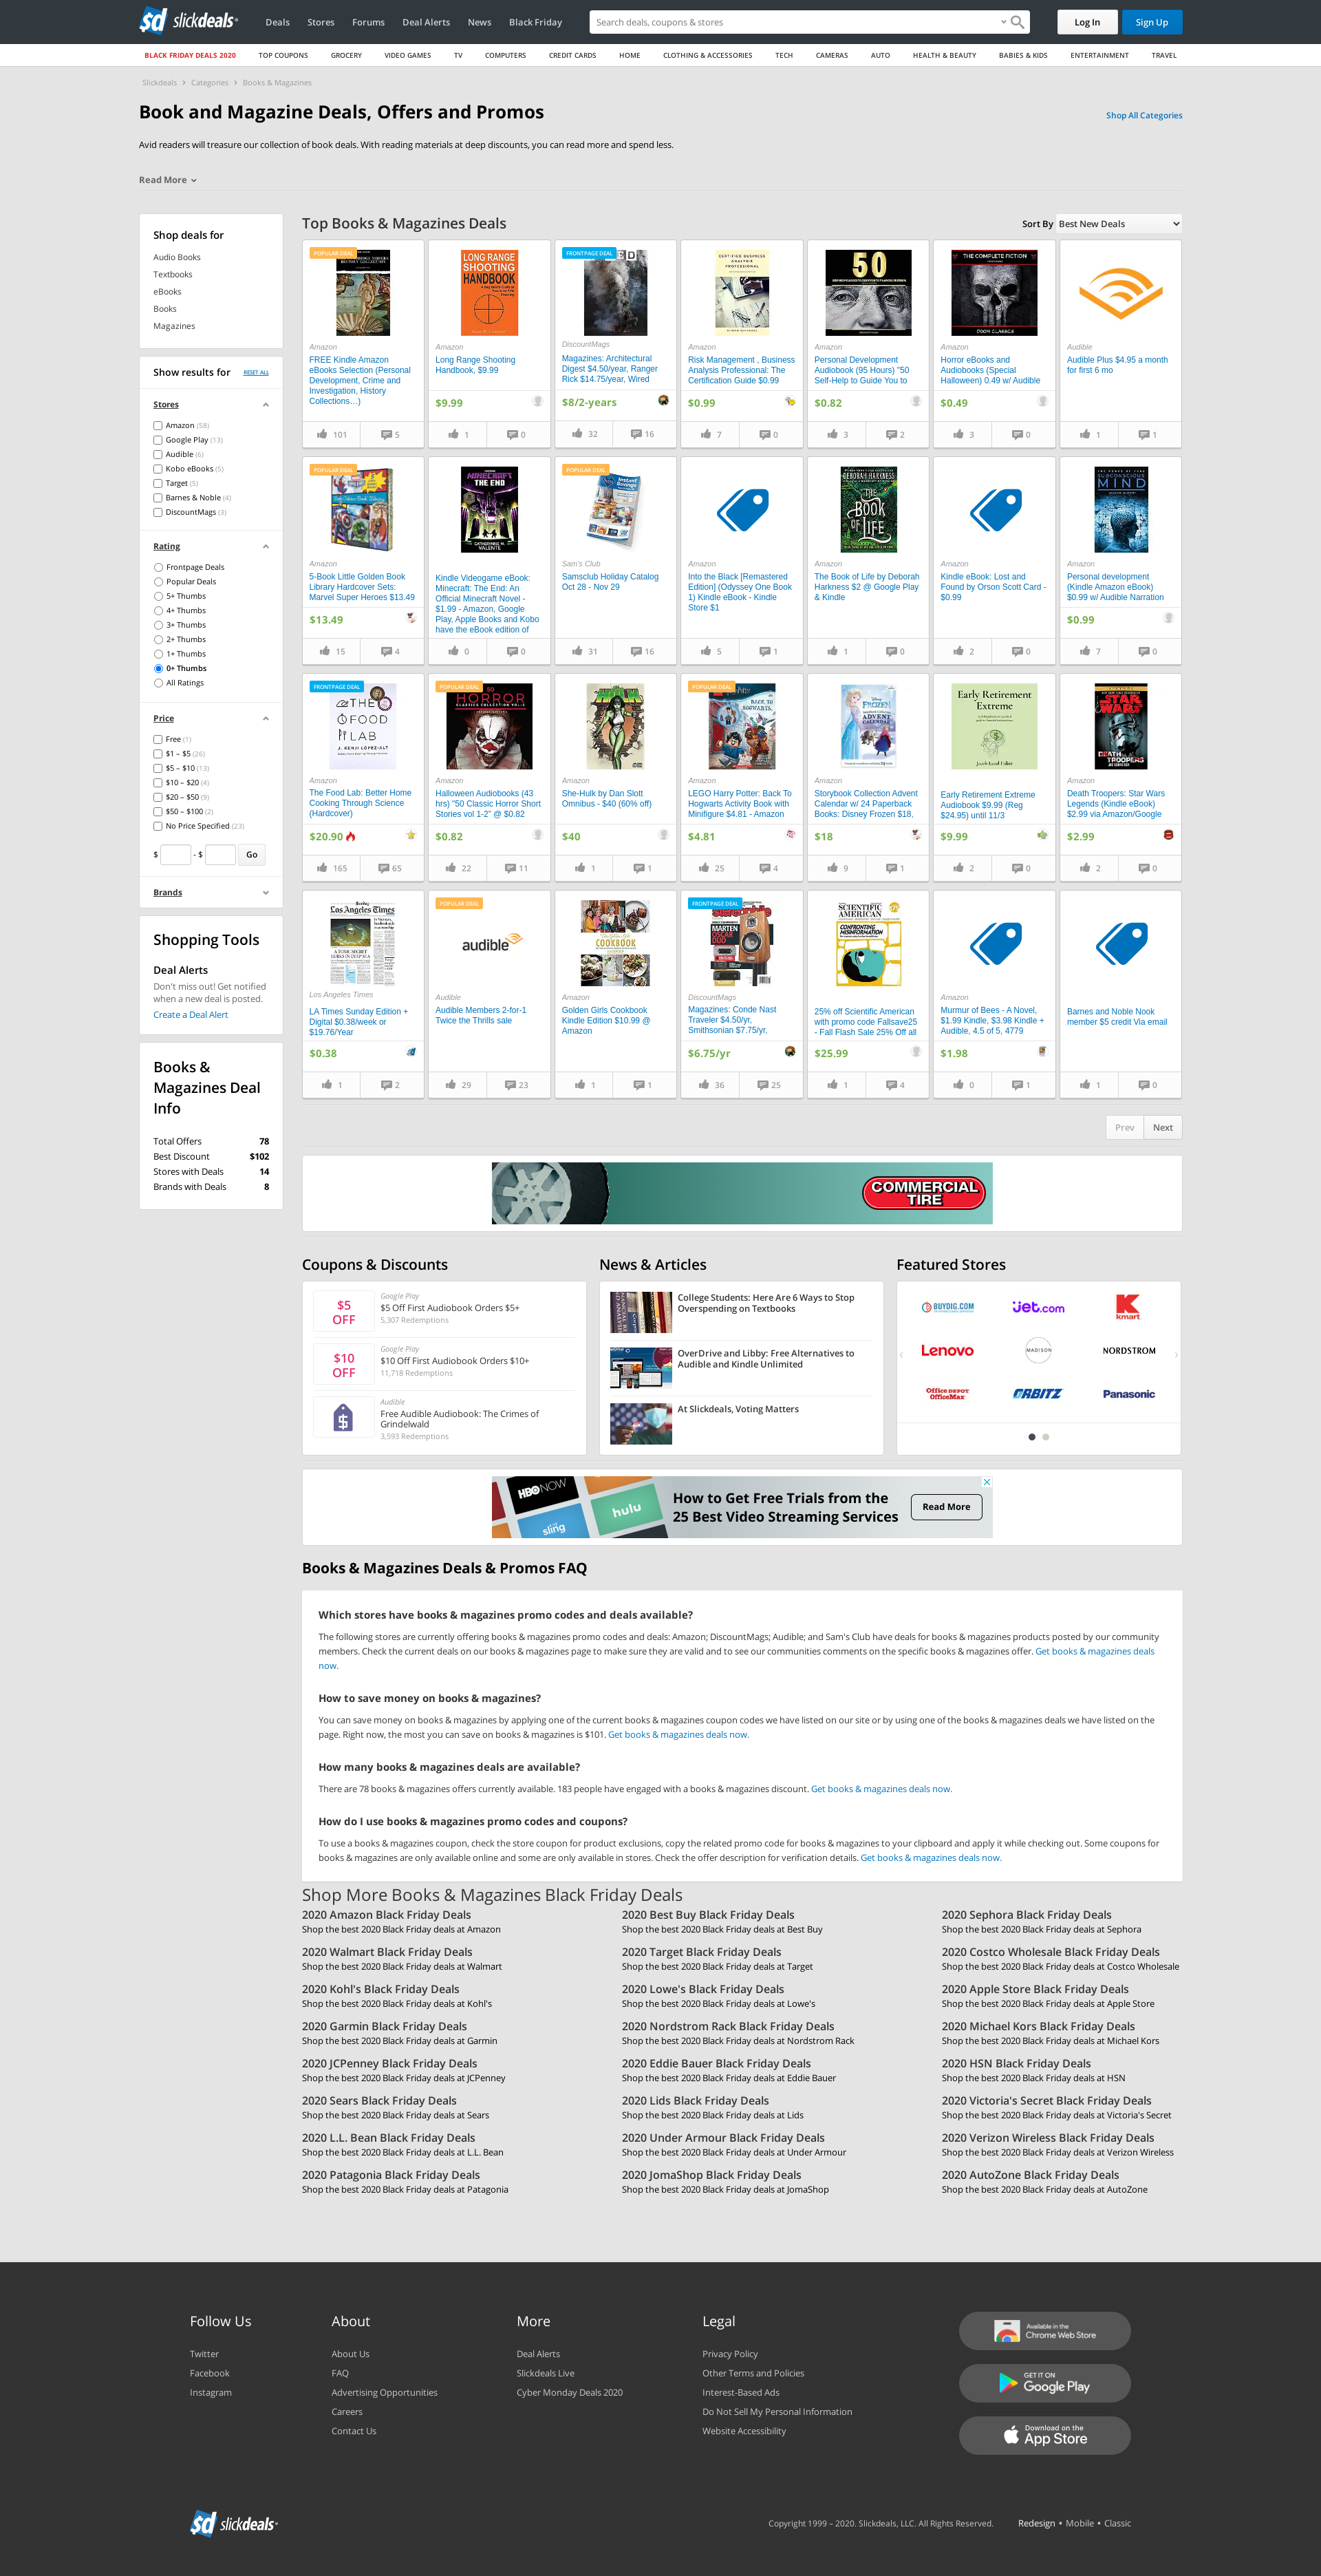 slickdeals
Deals Stores Forums Deal Alerts News Black Friday
Search deals, coupons & stores
Log In
Sign Up
BLACK FRIDAY DEALS 2020 TOP COUPONS GROCERY VIDEO GAMES TV COMPUTERS CREDIT CARDS HOME CLOTHING & ACCESSORIES TECH CAMERAS AUTO HEALTH & BEAUTY BABIES & KIDS ENTERTAINMENT TRAVEL
Slickdeals > Categories > Books & Magazines
Book and Magazine Deals, Offers and Promos
Shop All Categories
Avid readers will treasure our collection of book deals. With reading materials at deep discounts, you can read more and spend less.
Read More
Shop deals for
Audio Books
Textbooks
eBooks
Books
Magazines
Show results for RESET ALL
Stores
Amazon (58)
Google Play (13)
Audible (6)
Kobo eBooks (5)
Target (5)
Barnes & Noble (4)
DiscountMags (3)
Rating
Frontpage Deals
Popular Deals
5+ Thumbs
4+ Thumbs
3+ Thumbs
2+ Thumbs
1+ Thumbs
0+ Thumbs
All Ratings
Price
Free (1)
$1 – $5 (26)
$5 – $10 (13)
$10 – $20 (4)
$20 – $50 (9)
$50 – $100 (2)
No Price Specified (23)
$ - $ Go
Brands
Shopping Tools
Deal Alerts
Don't miss out! Get notified
when a new deal is posted.
Create a Deal Alert
Books &
Magazines Deal
Info
Total Offers 78
Best Discount $102
Stores with Deals 14
Brands with Deals 8
Top Books & Magazines Deals
Sort By Best New Deals
POPULAR DEAL
Amazon
FREE Kindle Amazon
eBooks Selection (Personal
Development, Crime and
Investigation, History
Collections…)
101 5
LONG RANGE
SHOOTING
HANDBOOK
Amazon
Long Range Shooting
Handbook, $9.99
$9.99
1 0
FRONTPAGE DEAL
DiscountMags
Magazines: Architectural
Digest $4.50/year, Ranger
Rick $14.75/year, Wired
$8/2-years
32 16
CERTIFIED BUSINESS
ANALYSIS
PROFESSIONAL
Amazon
Risk Management , Business
Analysis Professional: The
Certification Guide $0.99
$0.99
7 0
50
Amazon
Personal Development
Audiobook (95 Hours) "50
Self-Help to Guide You to
$0.82
3 2
THE COMPLETE FICTION
DOOM CLASSICS
Amazon
Horror eBooks and
Audiobooks (Special
Halloween) 0.49 w/ Audible
$0.49
3 0
Audible
Audible Plus $4.95 a month
for first 6 mo
1 1
POPULAR DEAL
Amazon
5-Book Little Golden Book
Library Hardcover Sets:
Marvel Super Heroes $13.49
$13.49
15 4
MINECRAFT
THE END
CATHERYNNE M.
VALENTE
Kindle Videogame eBook:
Minecraft: The End: An
Official Minecraft Novel -
$1.99 - Amazon, Google
Play, Apple Books and Kobo
have the eBook edition of
0 0
POPULAR DEAL
Instant
Savings
Sam's Club
Samsclub Holiday Catalog
Oct 28 - Nov 29
31 16
Amazon
Into the Black [Remastered
Edition] (Odyssey One Book
1) Kindle eBook - Kindle
Store $1
5 1
DEBORAH HARKNESS
THE
BOOK
OF
LIFE
Amazon
The Book of Life by Deborah
Harkness $2 @ Google Play
& Kindle
1 0
Amazon
Kindle eBook: Lost and
Found by Orson Scott Card -
$0.99
2 0
THE POWER OF YOUR
SUBCONSCIOUS
MIND
Amazon
Personal development
(Kindle Amazon eBook)
$0.99 w/ Audible Narration
$0.99
7 0
FRONTPAGE DEAL
THE
FOOD
LAB
J. KENJI LÓPEZ-ALT
Amazon
The Food Lab: Better Home
Cooking Through Science
(Hardcover)
$20.90
165 65
POPULAR DEAL
50
HORROR
CLASSICS COLLECTION VOL. 1
Amazon
Halloween Audiobooks (43
hrs) "50 Classic Horror Short
Stories vol 1-2" @ $0.82
$0.82
22 11
Amazon
She-Hulk by Dan Slott
Omnibus - $40 (60% off)
$40
1 1
POPULAR DEAL
BACK TO
HOGWARTS
Amazon
LEGO Harry Potter: Back To
Hogwarts Activity Book with
Minifigure $4.81 - Amazon
$4.81
25 4
Disney
FROZEN
ADVENT
CALENDAR
Amazon
Storybook Collection Advent
Calendar w/ 24 Paperback
Books: Disney Frozen $18,
$18
9 1
Early Retirement
Extreme
Jacob Lund Fisker
Early Retirement Extreme
Audiobook $9.99 (Reg
$24.95) until 11/3
$9.99
2 0
STAR
WARS
DEATH
TROOPERS
Amazon
Death Troopers: Star Wars
Legends (Kindle eBook)
$2.99 via Amazon/Google
$2.99
2 0
Los Angeles Times
Los Angeles Times
LA Times Sunday Edition +
Digital $0.38/week or
$19.76/Year
$0.38
1 2
POPULAR DEAL
audible
Audible
Audible Members 2-for-1
Twice the Thrills sale
29 23
COOKBOOK
Amazon
Golden Girls Cookbook
Kindle Edition $10.99 @
Amazon
1 1
FRONTPAGE DEAL
MARTEN
OSCAR
DUO
DiscountMags
Magazines: Conde Nast
Traveler $4.50/yr,
Smithsonian $7.75/yr,
$6.75/yr
36 25
SCIENTIFIC
AMERICAN
CONFRONTING
MISINFORMATION
25% off Scientific American
with promo code Fallsave25
- Fall Flash Sale 25% Off all
$25.99
1 4
Amazon
Murmur of Bees - A Novel,
$1.99 Kindle, $3.98 Kindle +
Audible, 4.5 of 5, 4779
$1.98
0 1
Barnes and Noble Nook
member $5 credit Via email
1 0
Prev Next
COMMERCIAL
TIRE
Coupons & Discounts
$5
OFF
Google Play
$5 Off First Audiobook Orders $5+
5,307 Redemptions
$10
OFF
Google Play
$10 Off First Audiobook Orders $10+
11,718 Redemptions
Audible
Free Audible Audiobook: The Crimes of
Grindelwald
3,593 Redemptions
News & Articles
College Students: Here Are 6 Ways to Stop
Overspending on Textbooks
OverDrive and Libby: Free Alternatives to
Audible and Kindle Unlimited
At Slickdeals, Voting Matters
Featured Stores
BUYDIG.COM jet.com kmart
Lenovo MADISON NORDSTROM
Office DEPOT
OfficeMax ORBITZ Panasonic
HBO NOW
hulu
sling
How to Get Free Trials from the
25 Best Video Streaming Services
Read More
Books & Magazines Deals & Promos FAQ
Which stores have books & magazines promo codes and deals available?
The following stores are currently offering books & magazines promo codes and deals: Amazon; DiscountMags; Audible; and Sam's Club have deals for books & magazines products posted by our community
members. Check the current deals on our books & magazines page to make sure they are valid and to see our communities comments on the specific books & magazines offer. Get books & magazines deals
now.
How to save money on books & magazines?
You can save money on books & magazines by applying one of the current books & magazines coupon codes we have listed on our site or by using one of the books & magazines deals we have listed on the
page. Right now, the most you can save on books & magazines is $101. Get books & magazines deals now.
How many books & magazines deals are available?
There are 78 books & magazines offers currently available. 183 people have engaged with a books & magazines discount. Get books & magazines deals now.
How do I use books & magazines promo codes and coupons?
To use a books & magazines coupon, check the store coupon for product exclusions, copy the related promo code for books & magazines to your clipboard and apply it while checking out. Some coupons for
books & magazines are only available online and some are only available in stores. Check the offer description for verification details. Get books & magazines deals now.
Shop More Books & Magazines Black Friday Deals
2020 Amazon Black Friday Deals
Shop the best 2020 Black Friday deals at Amazon
2020 Best Buy Black Friday Deals
Shop the best 2020 Black Friday deals at Best Buy
2020 Sephora Black Friday Deals
Shop the best 2020 Black Friday deals at Sephora
2020 Walmart Black Friday Deals
Shop the best 2020 Black Friday deals at Walmart
2020 Target Black Friday Deals
Shop the best 2020 Black Friday deals at Target
2020 Costco Wholesale Black Friday Deals
Shop the best 2020 Black Friday deals at Costco Wholesale
2020 Kohl's Black Friday Deals
Shop the best 2020 Black Friday deals at Kohl's
2020 Lowe's Black Friday Deals
Shop the best 2020 Black Friday deals at Lowe's
2020 Apple Store Black Friday Deals
Shop the best 2020 Black Friday deals at Apple Store
2020 Garmin Black Friday Deals
Shop the best 2020 Black Friday deals at Garmin
2020 Nordstrom Rack Black Friday Deals
Shop the best 2020 Black Friday deals at Nordstrom Rack
2020 Michael Kors Black Friday Deals
Shop the best 2020 Black Friday deals at Michael Kors
2020 JCPenney Black Friday Deals
Shop the best 2020 Black Friday deals at JCPenney
2020 Eddie Bauer Black Friday Deals
Shop the best 2020 Black Friday deals at Eddie Bauer
2020 HSN Black Friday Deals
Shop the best 2020 Black Friday deals at HSN
2020 Sears Black Friday Deals
Shop the best 2020 Black Friday deals at Sears
2020 Lids Black Friday Deals
Shop the best 2020 Black Friday deals at Lids
2020 Victoria's Secret Black Friday Deals
Shop the best 2020 Black Friday deals at Victoria's Secret
2020 L.L. Bean Black Friday Deals
Shop the best 2020 Black Friday deals at L.L. Bean
2020 Under Armour Black Friday Deals
Shop the best 2020 Black Friday deals at Under Armour
2020 Verizon Wireless Black Friday Deals
Shop the best 2020 Black Friday deals at Verizon Wireless
2020 Patagonia Black Friday Deals
Shop the best 2020 Black Friday deals at Patagonia
2020 JomaShop Black Friday Deals
Shop the best 2020 Black Friday deals at JomaShop
2020 AutoZone Black Friday Deals
Shop the best 2020 Black Friday deals at AutoZone
Follow Us
Twitter
Facebook
Instagram
About
About Us
FAQ
Advertising Opportunities
Careers
Contact Us
More
Deal Alerts
Slickdeals Live
Cyber Monday Deals 2020
Legal
Privacy Policy
Other Terms and Policies
Interest-Based Ads
Do Not Sell My Personal Information
Website Accessibility
Available in the
Chrome Web Store
GET IT ON
Google Play
Download on the
App Store
slickdeals
Copyright 1999 – 2020. Slickdeals, LLC. All Rights Reserved.
Redesign • Mobile • Classic